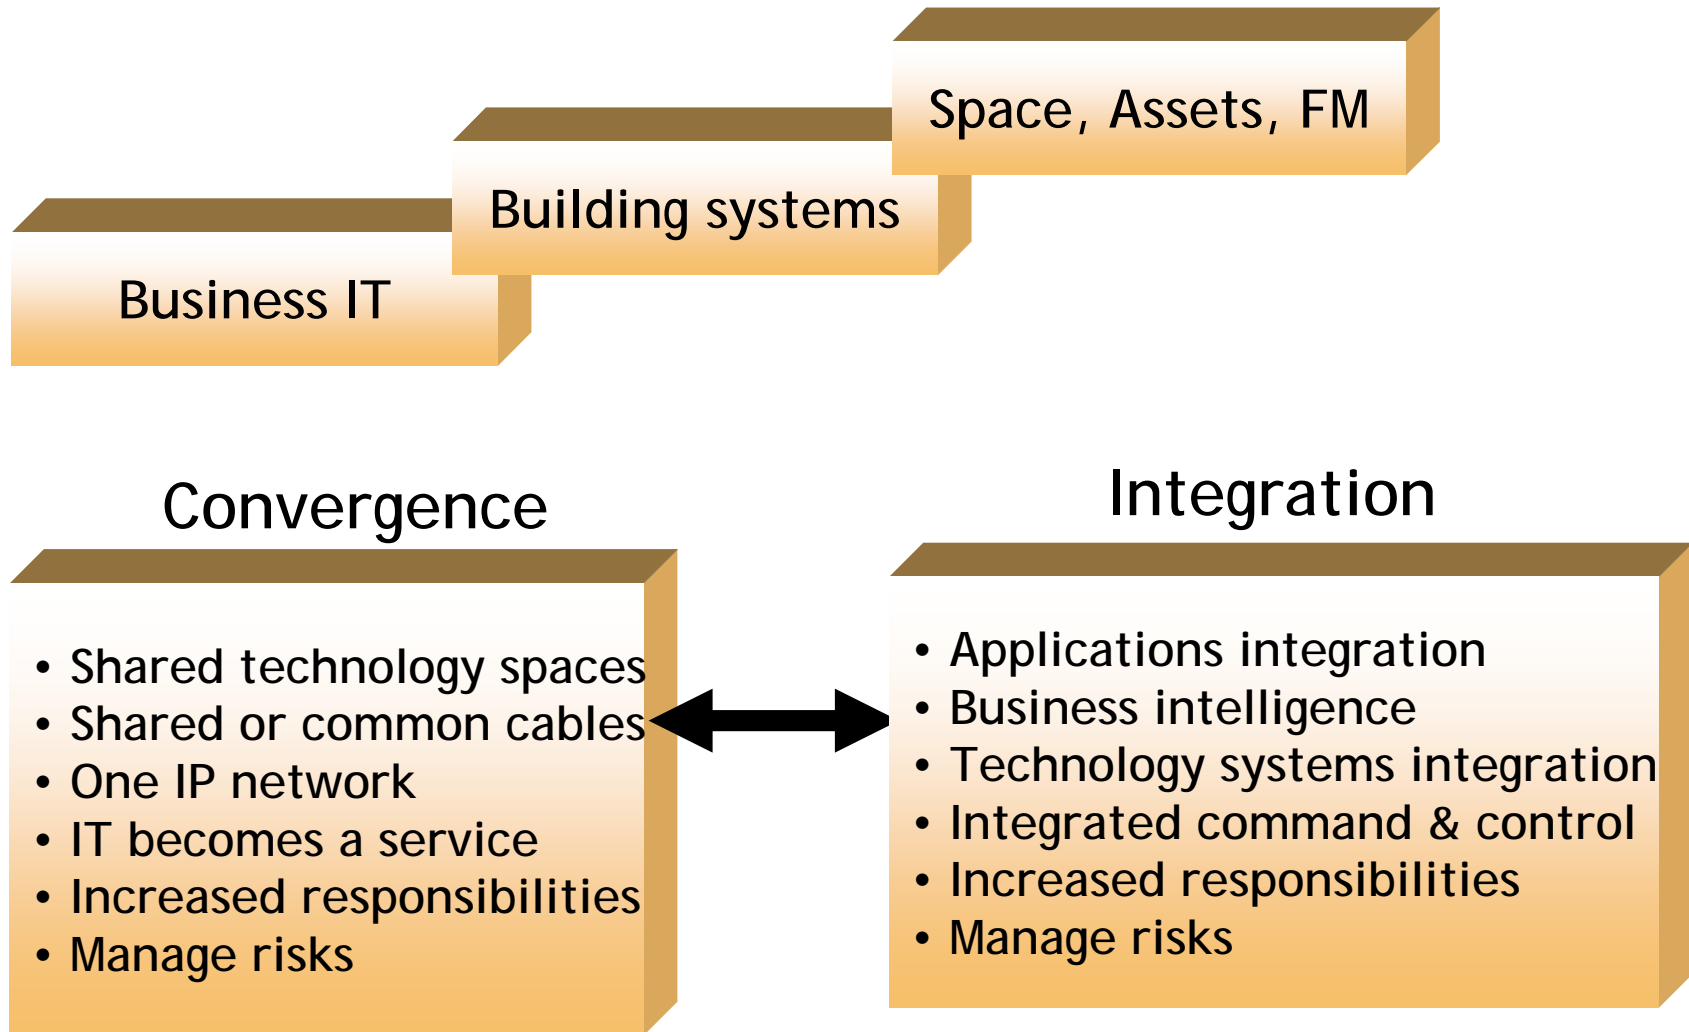 Space, Assets, FM
Building systems
Business IT
Convergence
• Shared technology spaces
• Shared or common cables
• One IP network
• IT becomes a service
• Increased responsibilities
• Manage risks
Integration
• Applications integration
• Business intelligence
• Technology systems integration
• Integrated command & control
• Increased responsibilities
• Manage risks